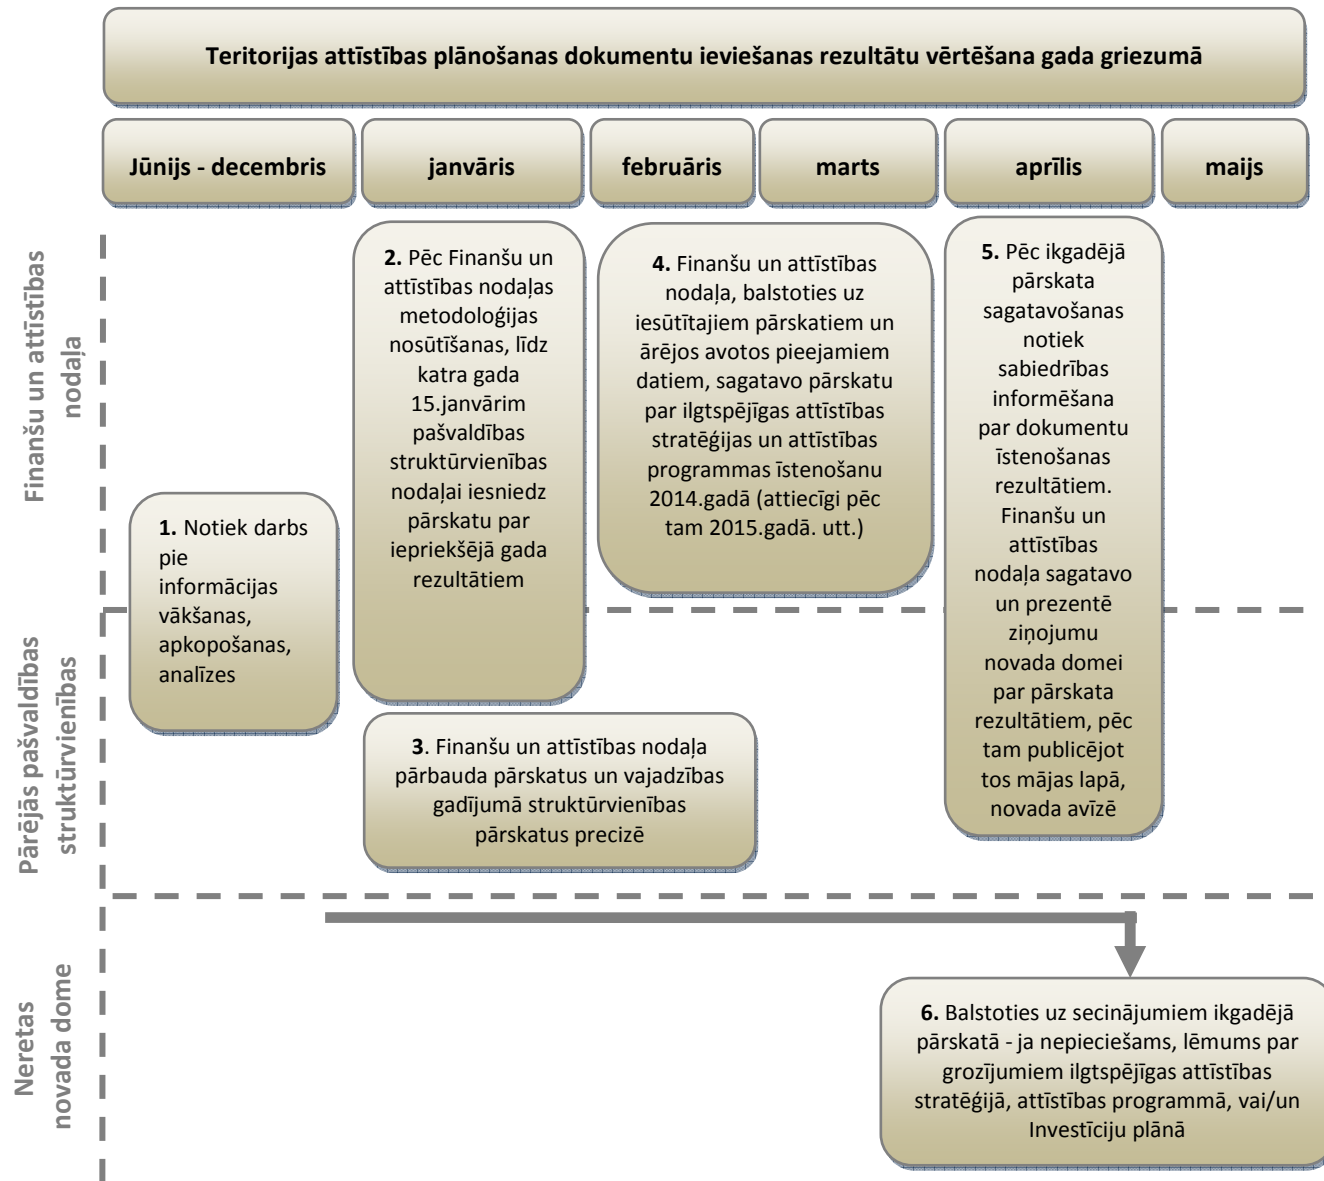 Teritorijas attīstības plānošanas dokumentu ieviešanas rezultātu vērtēšana gada griezumā
Jūnijs - decembris
janvāris
februāris
marts
aprīlis
maijs
Finanšu un attīstības
nodaļa
1. Notiek darbs
pie
informācijas
vākšanas,
apkopošanas,
analīzes
2. Pēc Finanšu un
attīstības nodaļas
metodoloģijas
nosūtīšanas, līdz
katra gada
15.janvārim
pašvaldības
struktūrvienības
nodaļai iesniedz
pārskatu par
iepriekšējā gada
rezultātiem
4. Finanšu un attīstības
nodaļa, balstoties uz
iesūtītajiem pārskatiem un
ārējos avotos pieejamiem
datiem, sagatavo pārskatu
par ilgtspējīgas attīstības
stratēģijas un attīstības
programmas īstenošanu
2014.gadā (attiecīgi pēc
tam 2015.gadā. utt.)
5. Pēc ikgadējā
pārskata
sagatavošanas
notiek
sabiedrības
informēšana
par dokumentu
īstenošanas
rezultātiem.
Finanšu un
attīstības
nodaļa sagatavo
un prezentē
ziņojumu
novada domei
par pārskata
rezultātiem, pēc
tam publicējot
tos mājas lapā,
novada avīzē
Pārējās pašvaldības
struktūrvienības
3. Finanšu un attīstības nodaļa
pārbauda pārskatus un vajadzības
gadījumā struktūrvienības
pārskatus precizē
Neretas
novada dome
6. Balstoties uz secinājumiem ikgadējā
pārskatā - ja nepieciešams, lēmums par
grozījumiem ilgtspējīgas attīstības
stratēģijā, attīstības programmā, vai/un
Investīciju plānā